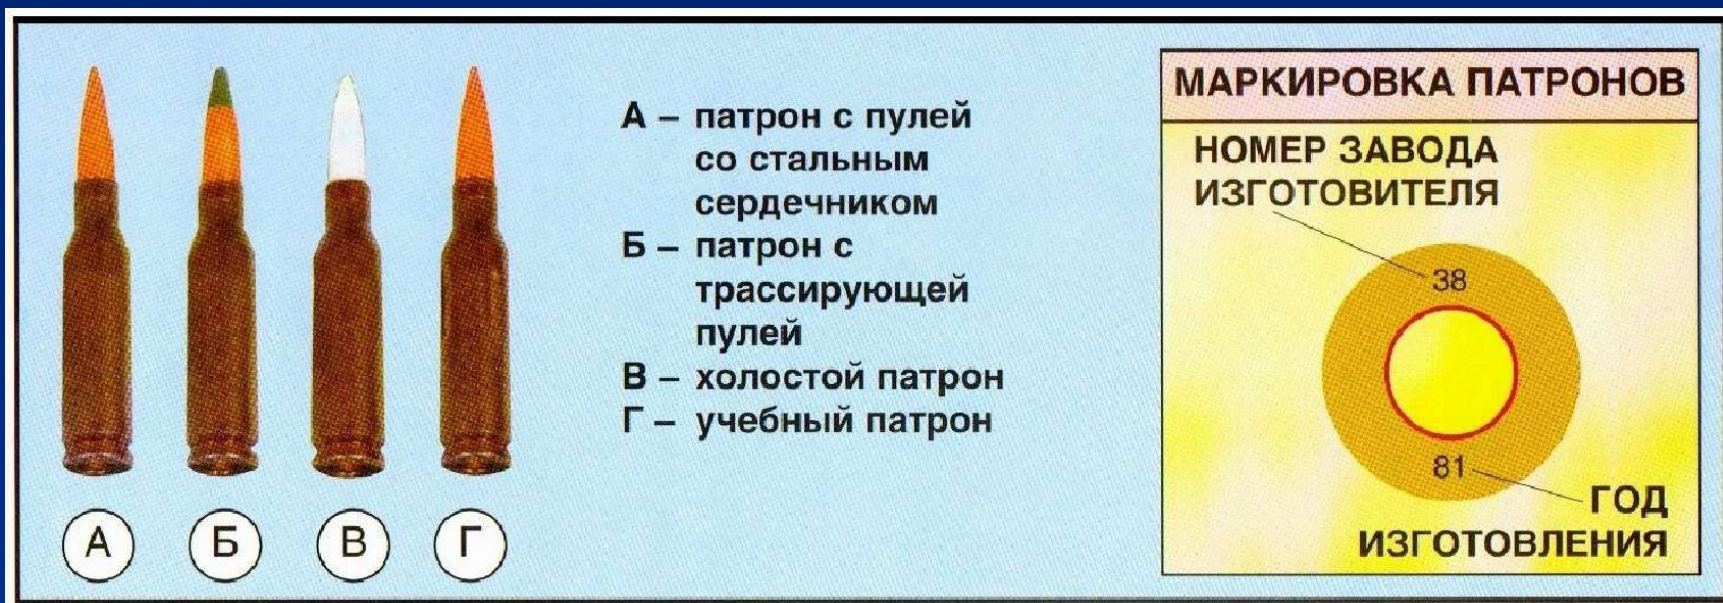 А – патрон с пулей
со стальным
сердечником
Б – патрон с
трассирующей
пулей
В – холостой патрон
Г – учебный патрон
А
Б
В
Г
МАРКИРОВКА ПАТРОНОВ
НОМЕР ЗАВОДА
ИЗГОТОВИТЕЛЯ
38
81
ГОД
ИЗГОТОВЛЕНИЯ